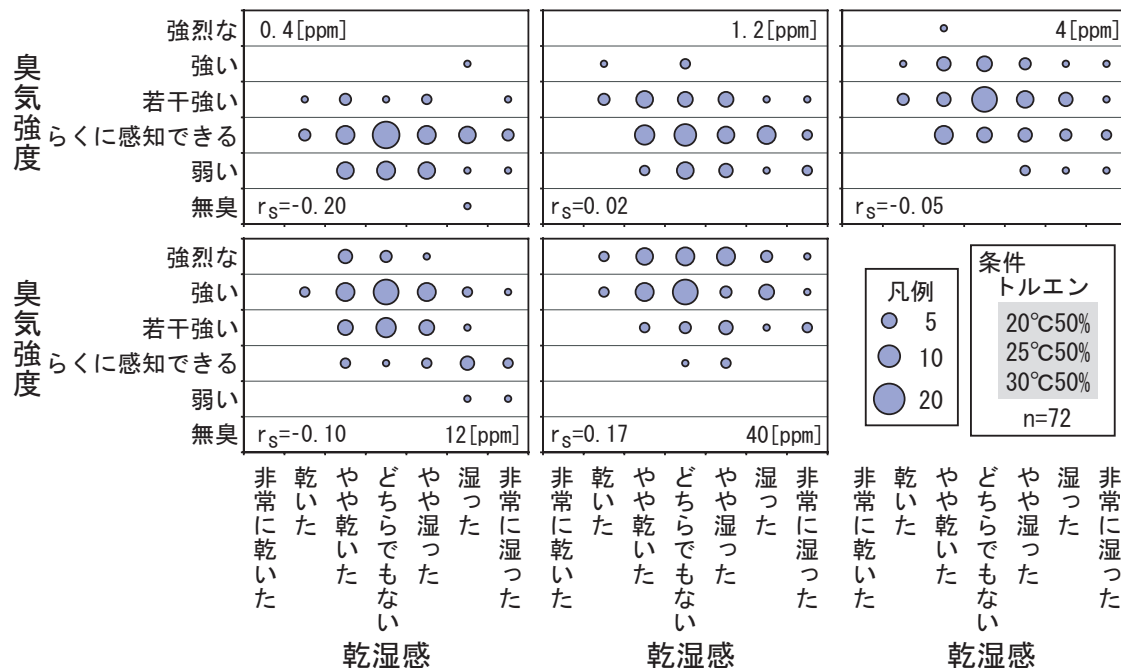 臭気強度
強烈な
強い
若干強い
らくに感知できる
弱い
無臭
0.4[ppm]
rs=-0.20
1.2[ppm]
rs=0.02
4[ppm]
rs=-0.05
臭気強度
強烈な
強い
若干強い
らくに感知できる
弱い
無臭
rs=-0.10 12[ppm]
rs=0.17 40[ppm]
凡例
5
10
20
条件
トルエン
20℃50%
25℃50%
30℃50%
n=72
非常に乾いた
乾いた
やや乾いた
どちらでもない
やや湿った
湿った
非常に湿った
乾湿感
非常に乾いた
乾いた
やや乾いた
どちらでもない
やや湿った
湿った
非常に湿った
乾湿感
非常に乾いた
乾いた
やや乾いた
どちらでもない
やや湿った
湿った
非常に湿った
乾湿感